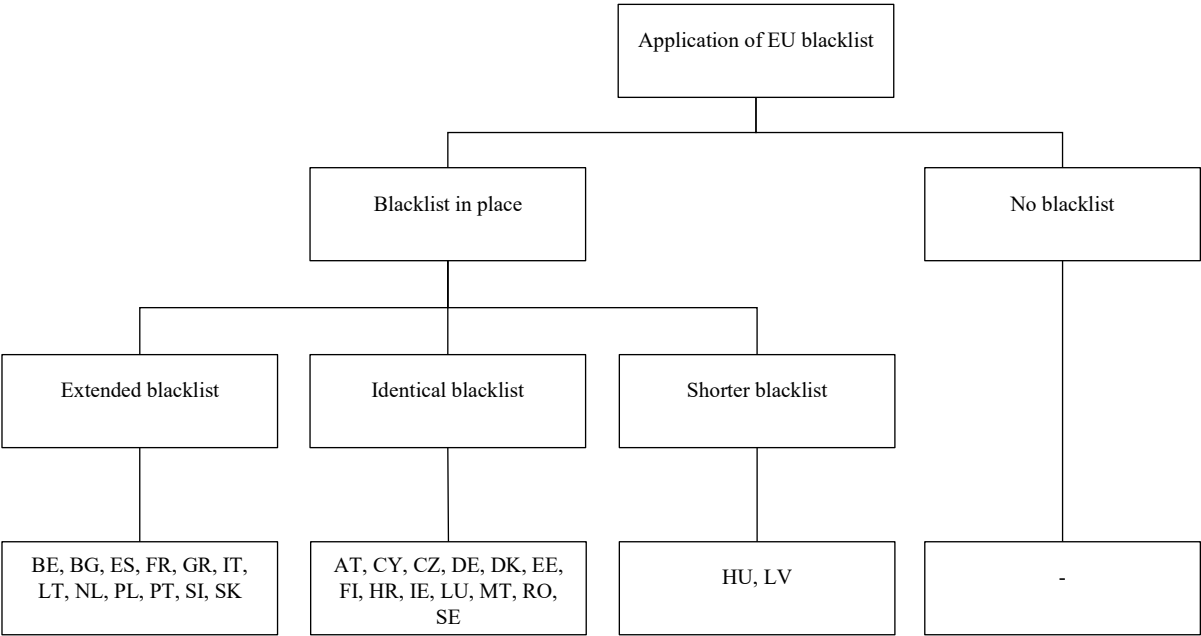 Application of EU blacklist
Blacklist in place
No blacklist
Extended blacklist
Identical blacklist
Shorter blacklist
BE, BG, ES, FR, GR, IT,
LT, NL, PL, PT, SI, SK
AT, CY, CZ, DE, DK, EE,
FI, HR, IE, LU, MT, RO,
SE
HU, LV
-